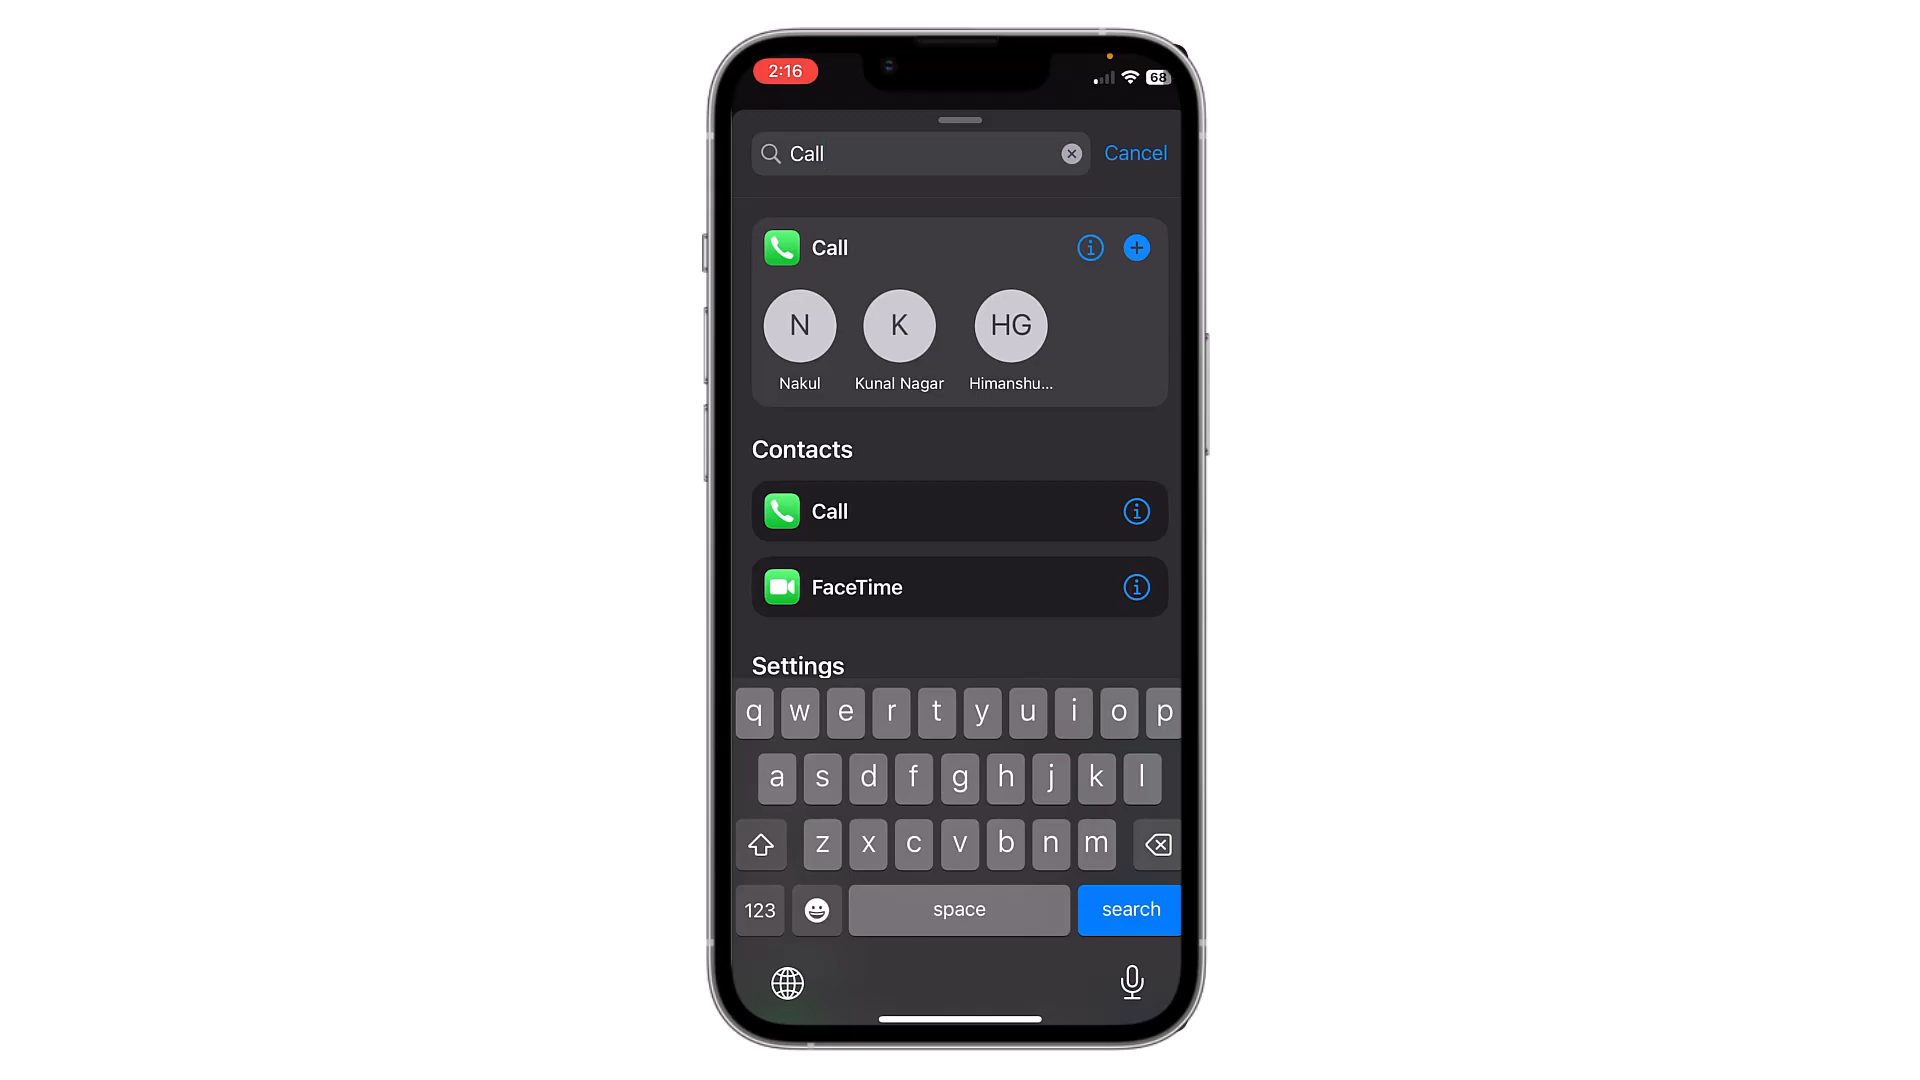 2:16
68
Call
Cancel
Call
N
K
HG
Nakul
Kunal Nagar
Himanshu...
Contacts
Call
FaceTime
Settings
q w e r t y u i o p
a s d f g h j k l
z x c v b n m
123
space
search